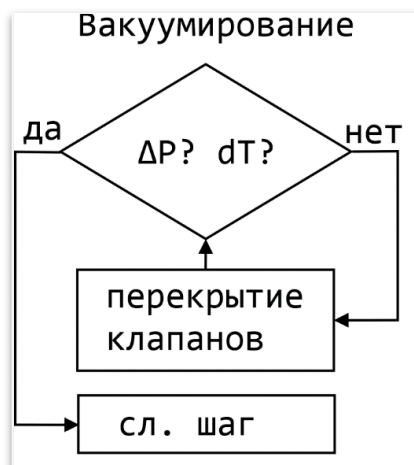 Вакуумирование
да
нет
ΔP? dT?
перекрытие
клапанов
сл. шаг